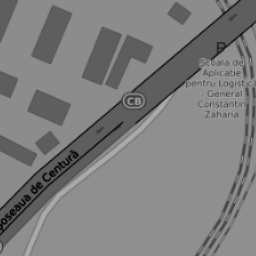 CB
Școala de
Aplicație
pentru Logistică
General
Constantin
Zaharia
Șoseaua de Centură